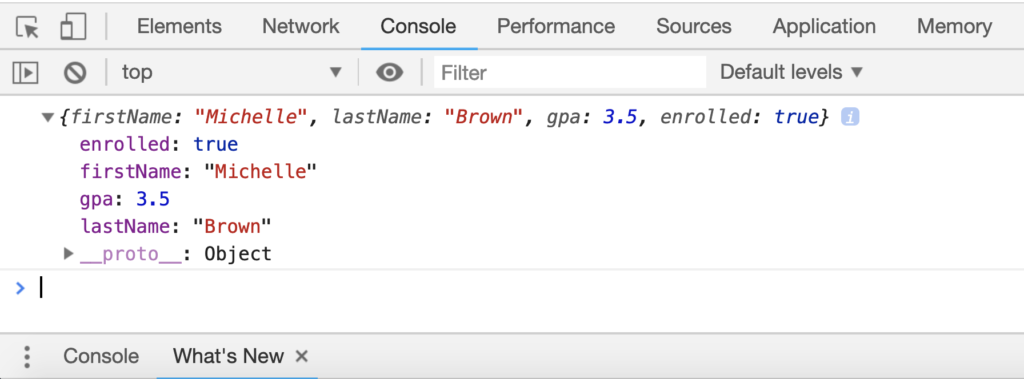 Elements Network Console Performance Sources Application Memory
top Filter Default levels
{firstName: "Michelle", lastName: "Brown", gpa: 3.5, enrolled: true} i
enrolled: true
firstName: "Michelle"
gpa: 3.5
lastName: "Brown"
__proto__: Object
Console What's New